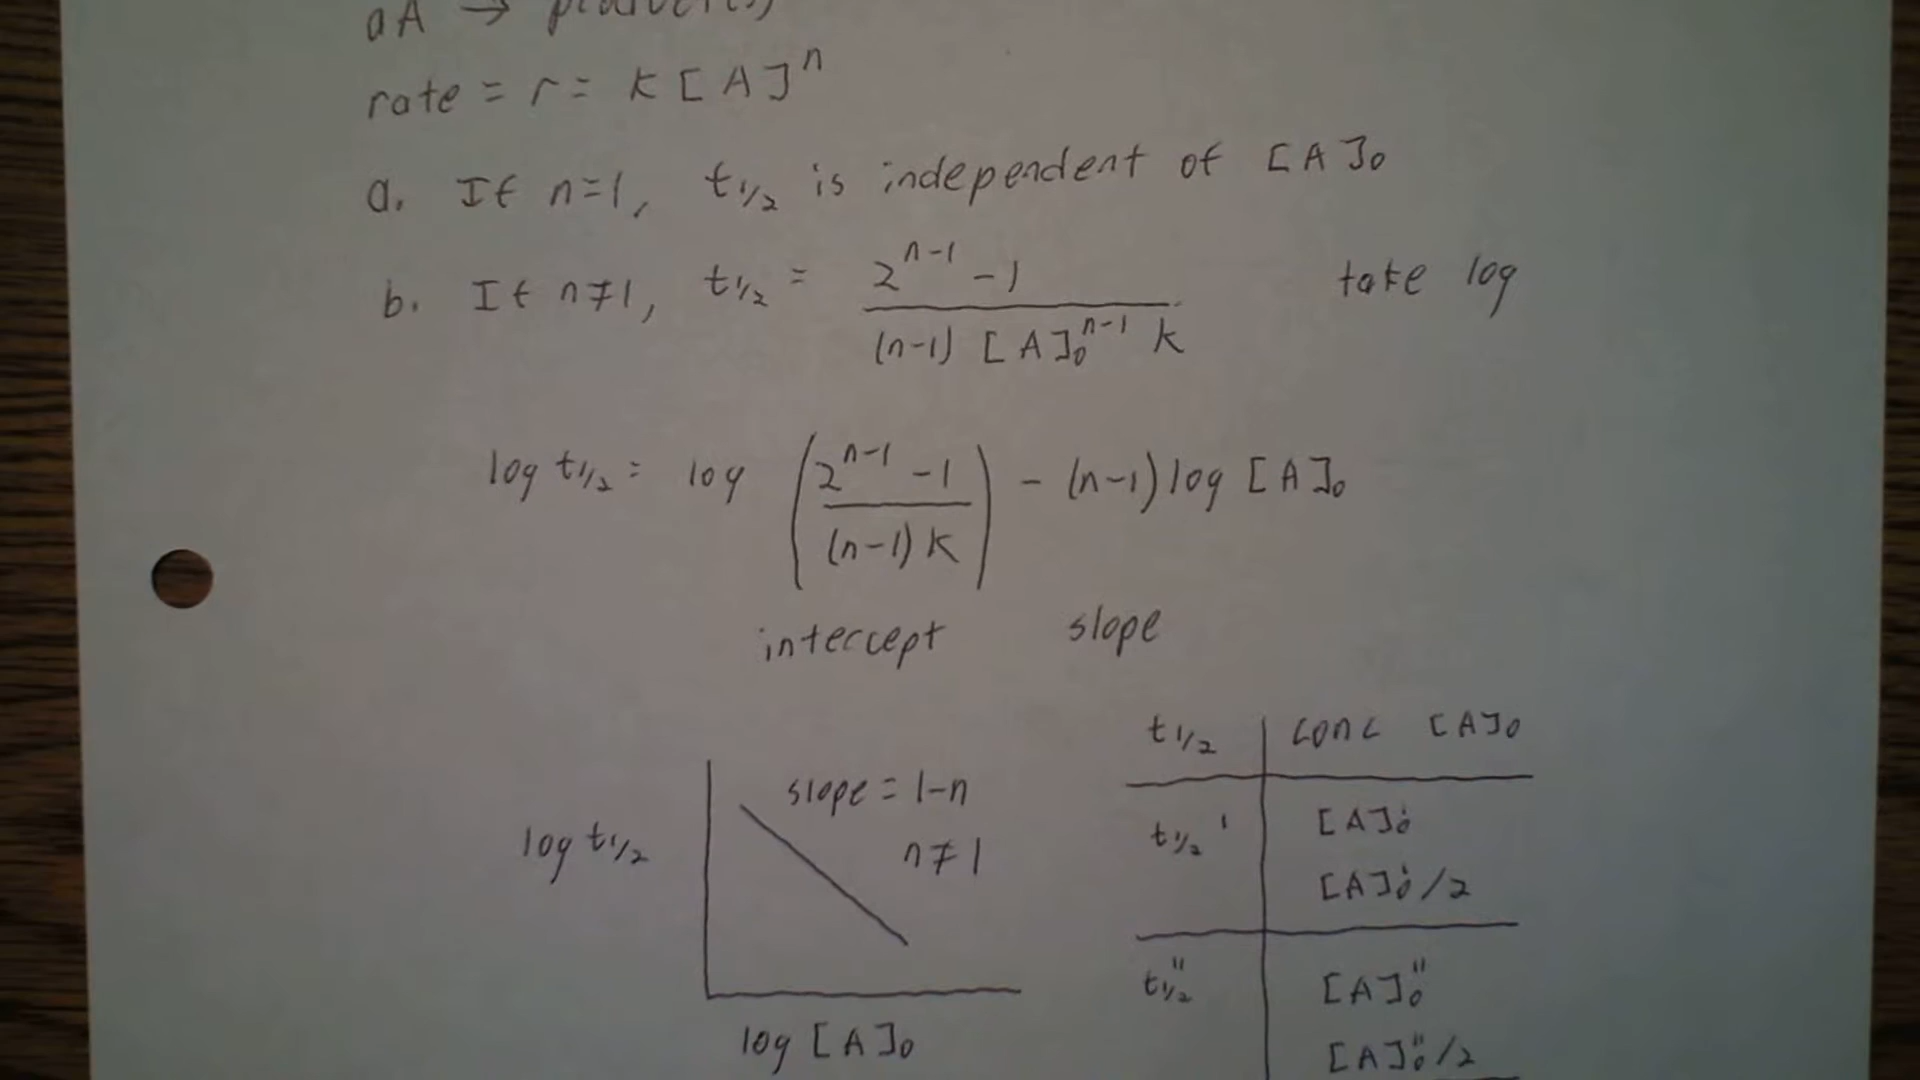 aA → product(s)
rate = r = k[A]ⁿ
a. If n=1, t1/2 is independent of [A]₀
b. If n≠1, t1/2 = (2ⁿ⁻¹ - 1) / ((n-1) [A]₀ⁿ⁻¹ k) take log
log t1/2 = log ((2ⁿ⁻¹ - 1) / ((n-1) k)) - (n-1) log [A]₀
intercept slope
slope = 1-n
n≠1
log t1/2
log [A]₀
t1/2 | conc [A]₀
t1/2' | [A]₀'
[A]₀'/2
t1/2" | [A]₀"
[A]₀"/2